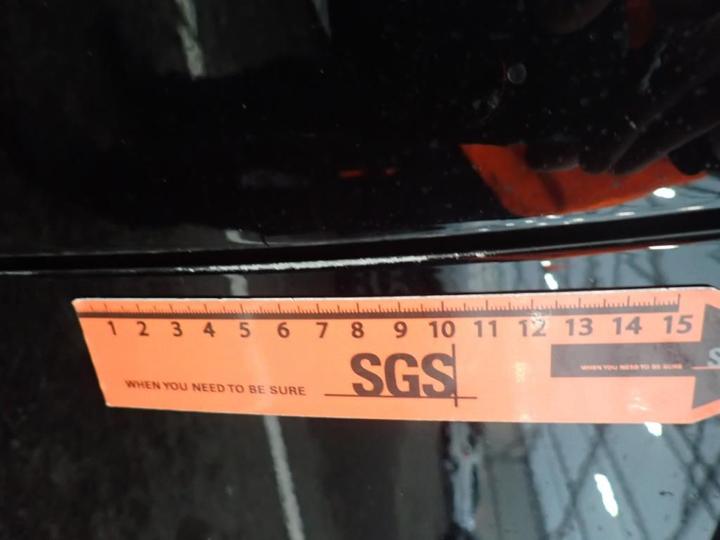 1 2 3 4 5 6 7 8 9 10 11 12 13 14 15
SGS
WHEN YOU NEED TO BE SURE
WHEN YOU NEED TO BE SURE